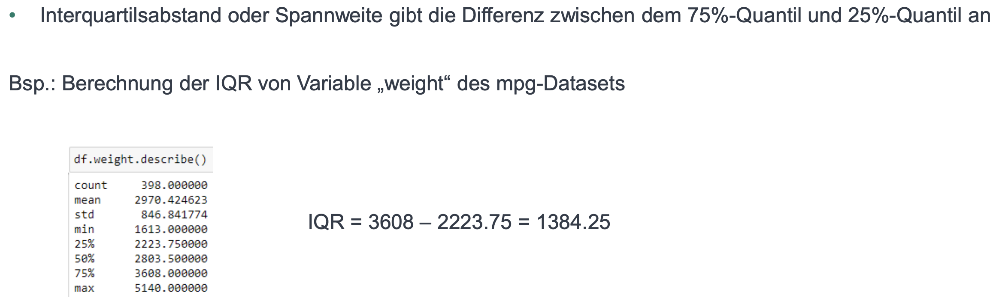 • Interquartilsabstand oder Spannweite gibt die Differenz zwischen dem 75%-Quantil und 25%-Quantil an
Bsp.: Berechnung der IQR von Variable „weight“ des mpg-Datasets
df.weight.describe()
count 398.000000
mean 2970.424623
std 846.841774
min 1613.000000
25% 2223.750000
50% 2803.500000
75% 3608.000000
max 5140.000000
IQR = 3608 – 2223.75 = 1384.25